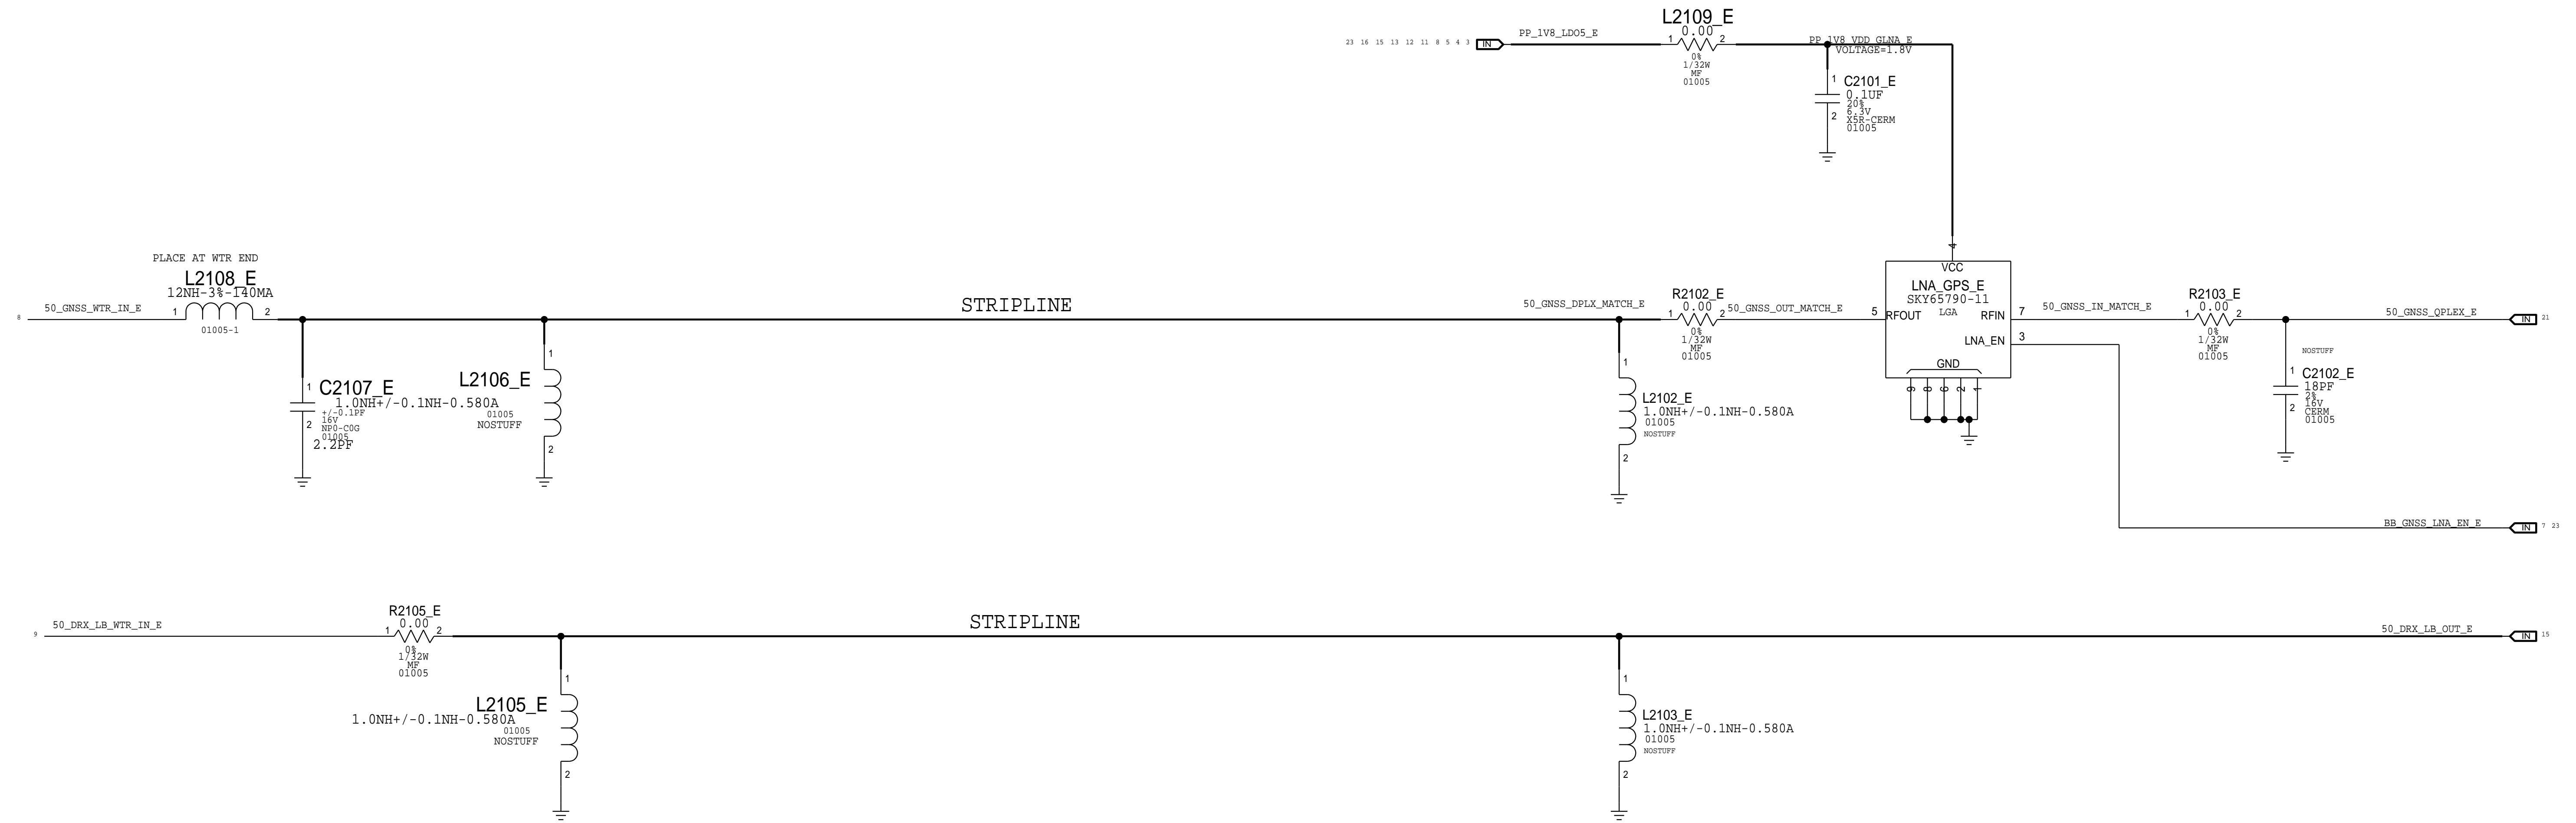 L2109_E
0.00
PP_1V8_LDO5_E
23 16 15 13 12 11 8 5 4 3
IN
1
2
0%
1/32W
MF
01005
PP_1V8_VDD_GLNA_E
VOLTAGE=1.8V
1
C2101_E
0.1UF
20%
6.3V
2
X5R-CERM
01005
4
VCC
LNA_GPS_E
SKY65790-11
LGA
5
RFOUT
RFIN
7
LNA_EN
3
GND
9 8 6 2 1
PLACE AT WTR END
L2108_E
12NH-3%-140MA
8
50_GNSS_WTR_IN_E
1
2
01005-1
STRIPLINE
50_GNSS_DPLX_MATCH_E
R2102_E
0.00
1
2
0%
1/32W
MF
01005
50_GNSS_OUT_MATCH_E
50_GNSS_IN_MATCH_E
R2103_E
0.00
1
2
0%
1/32W
MF
01005
50_GNSS_QPLEX_E
IN
21
1
C2107_E
+/-0.1PF
16V
2
NP0-C0G
01005
2.2PF
1
L2106_E
1.0NH+/-0.1NH-0.580A
01005
NOSTUFF
2
1
L2102_E
1.0NH+/-0.1NH-0.580A
01005
NOSTUFF
2
NOSTUFF
1
C2102_E
18PF
2%
16V
2
CERM
01005
BB_GNSS_LNA_EN_E
IN
7 23
R2105_E
0.00
9
50_DRX_LB_WTR_IN_E
1
2
0%
1/32W
MF
01005
STRIPLINE
50_DRX_LB_OUT_E
IN
15
1
L2105_E
1.0NH+/-0.1NH-0.580A
01005
NOSTUFF
2
1
L2103_E
1.0NH+/-0.1NH-0.580A
01005
NOSTUFF
2